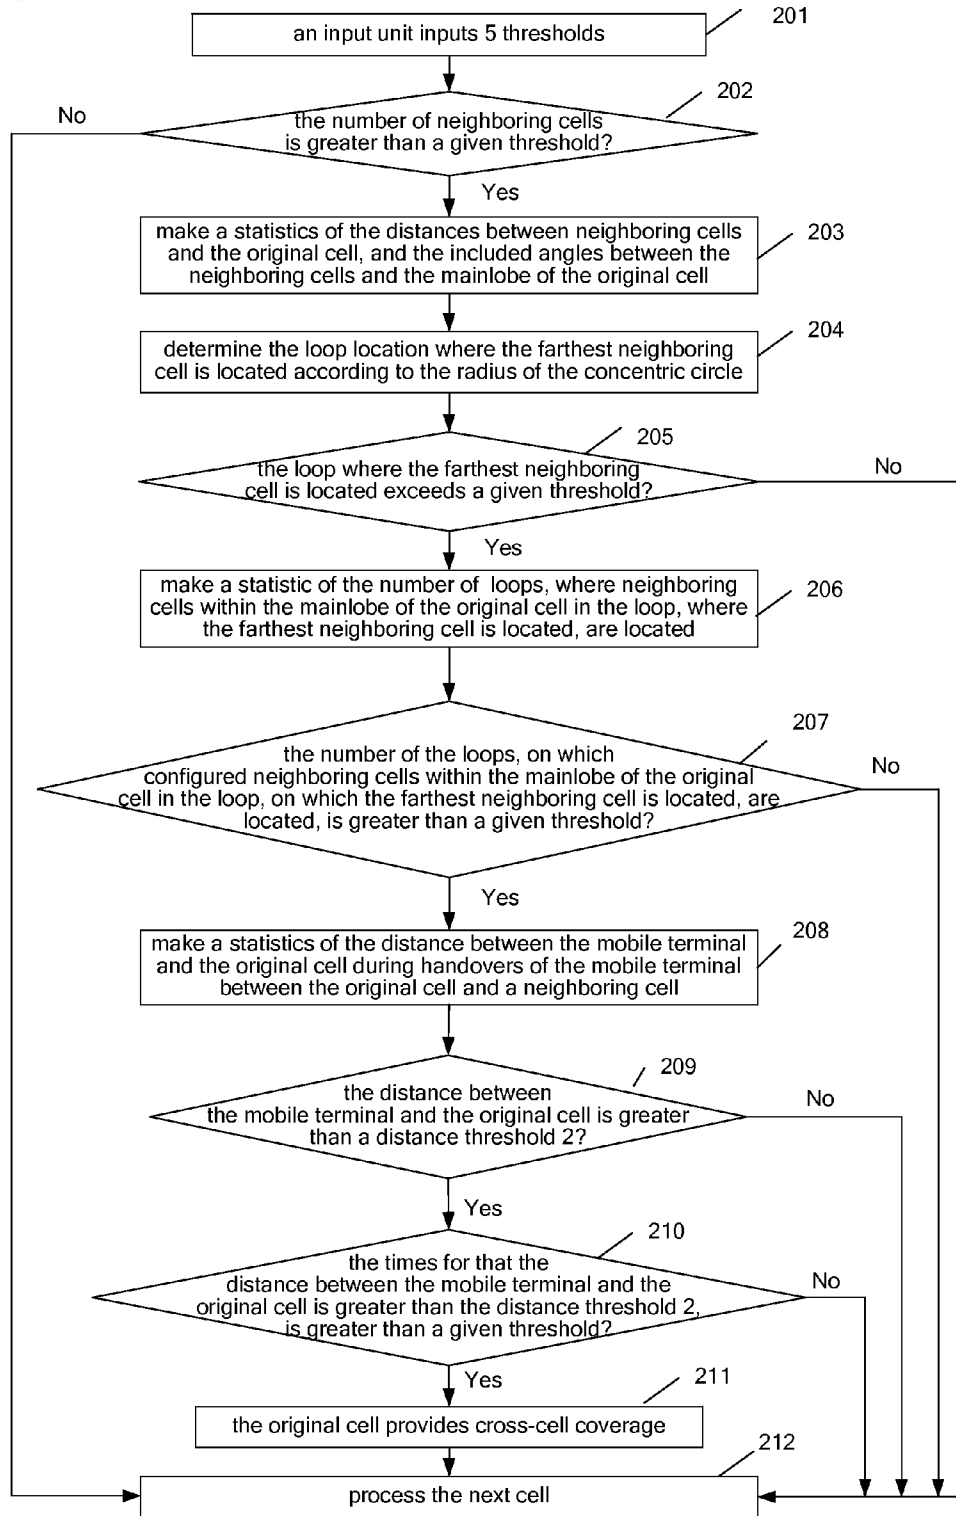 201
an input unit inputs 5 thresholds
202
No
the number of neighboring cells
is greater than a given threshold?
Yes
make a statistics of the distances between neighboring cells
and the original cell, and the included angles between the
neighboring cells and the mainlobe of the original cell
203
204
determine the loop location where the farthest neighboring
cell is located according to the radius of the concentric circle
205
the loop where the farthest neighboring
cell is located exceeds a given threshold?
No
Yes
make a statistic of the number of loops, where neighboring
cells within the mainlobe of the original cell in the loop, where
the farthest neighboring cell is located, are located
206
207
the number of the loops, on which
configured neighboring cells within the mainlobe of the original
cell in the loop, on which the farthest neighboring cell is located, are
located, is greater than a given threshold?
No
Yes
208
make a statistics of the distance between the mobile terminal
and the original cell during handovers of the mobile terminal
between the original cell and a neighboring cell
209
the distance between
the mobile terminal and the original cell is greater
than a distance threshold 2?
No
Yes
210
the times for that the
distance between the mobile terminal and the
original cell is greater than the distance threshold 2,
is greater than a given threshold?
No
Yes
211
the original cell provides cross-cell coverage
212
process the next cell